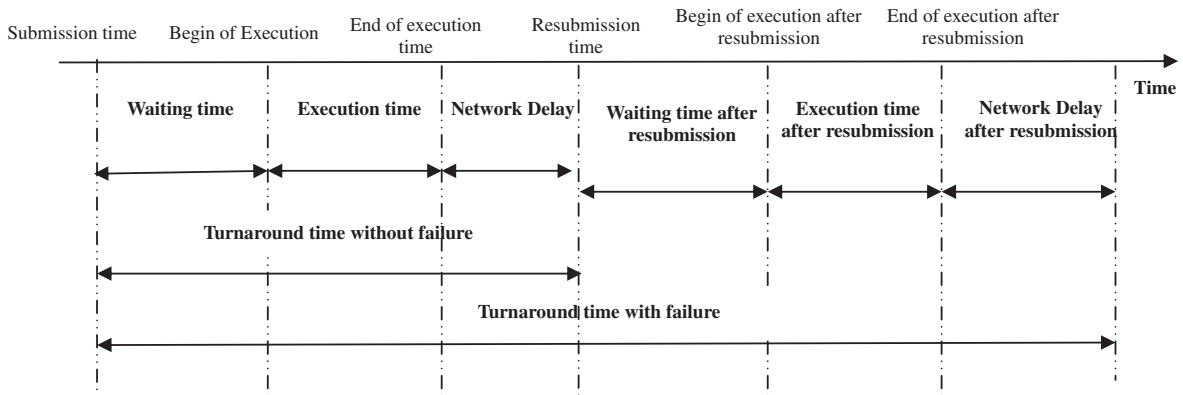 Submission time
Begin of Execution
End of execution
time
Resubmission
time
Begin of execution after
resubmission
End of execution after
resubmission
Time
Waiting time
Execution time
Network Delay
Waiting time after
resubmission
Execution time
after resubmission
Network Delay
after resubmission
Turnaround time without failure
Turnaround time with failure